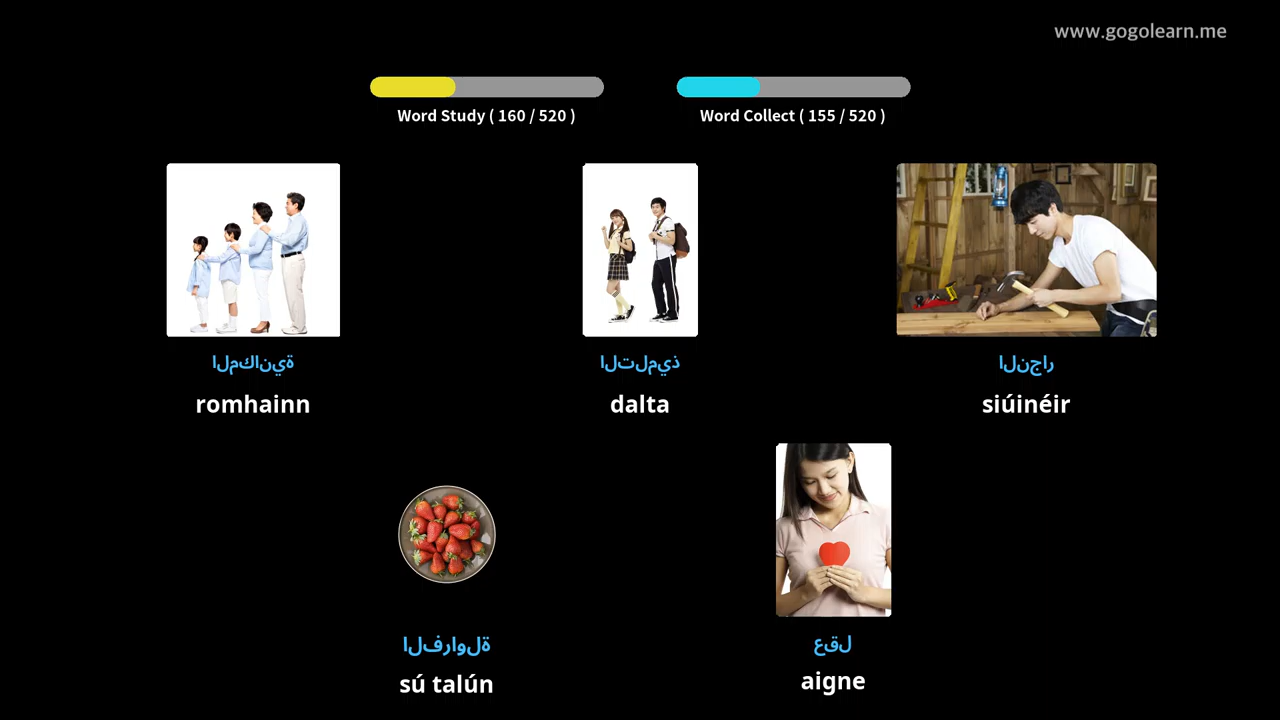 www.gogolearn.me
Word Study ( 160 / 520 )
Word Collect ( 155 / 520 )
المكانية
romhainn
التلميذ
dalta
النجار
siúinéir
الفراولة
sú talún
عقل
aigne